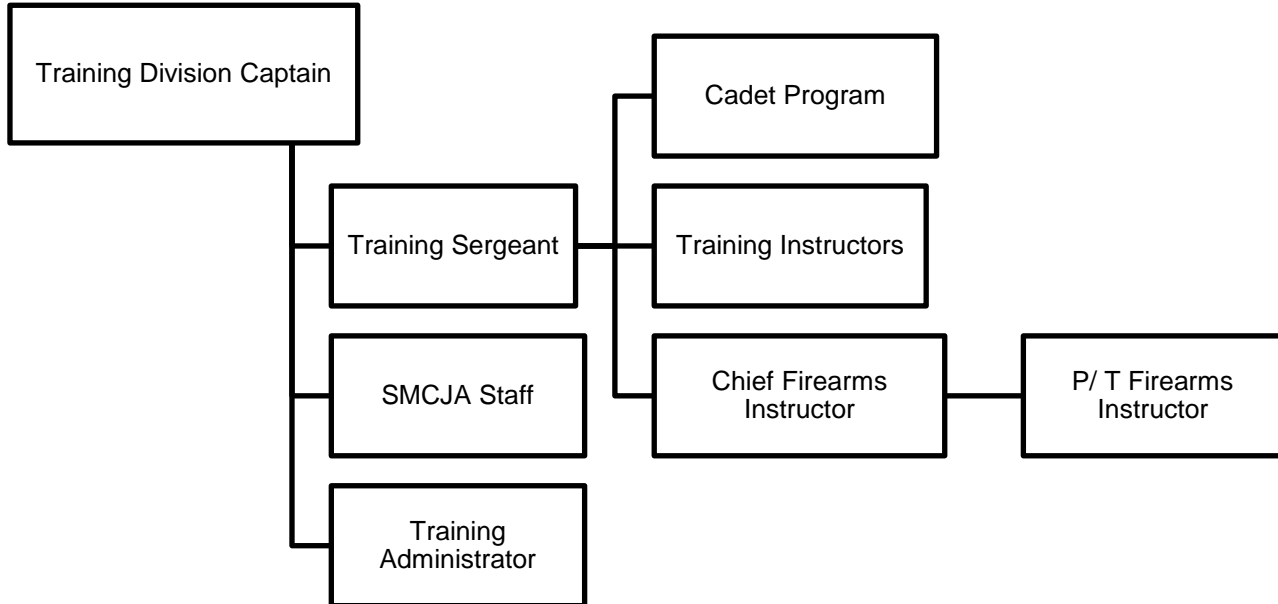 Training Division Captain
Cadet Program
Training Sergeant
Training Instructors
SMCJA Staff
Chief Firearms
Instructor
P/ T Firearms
Instructor
Training
Administrator